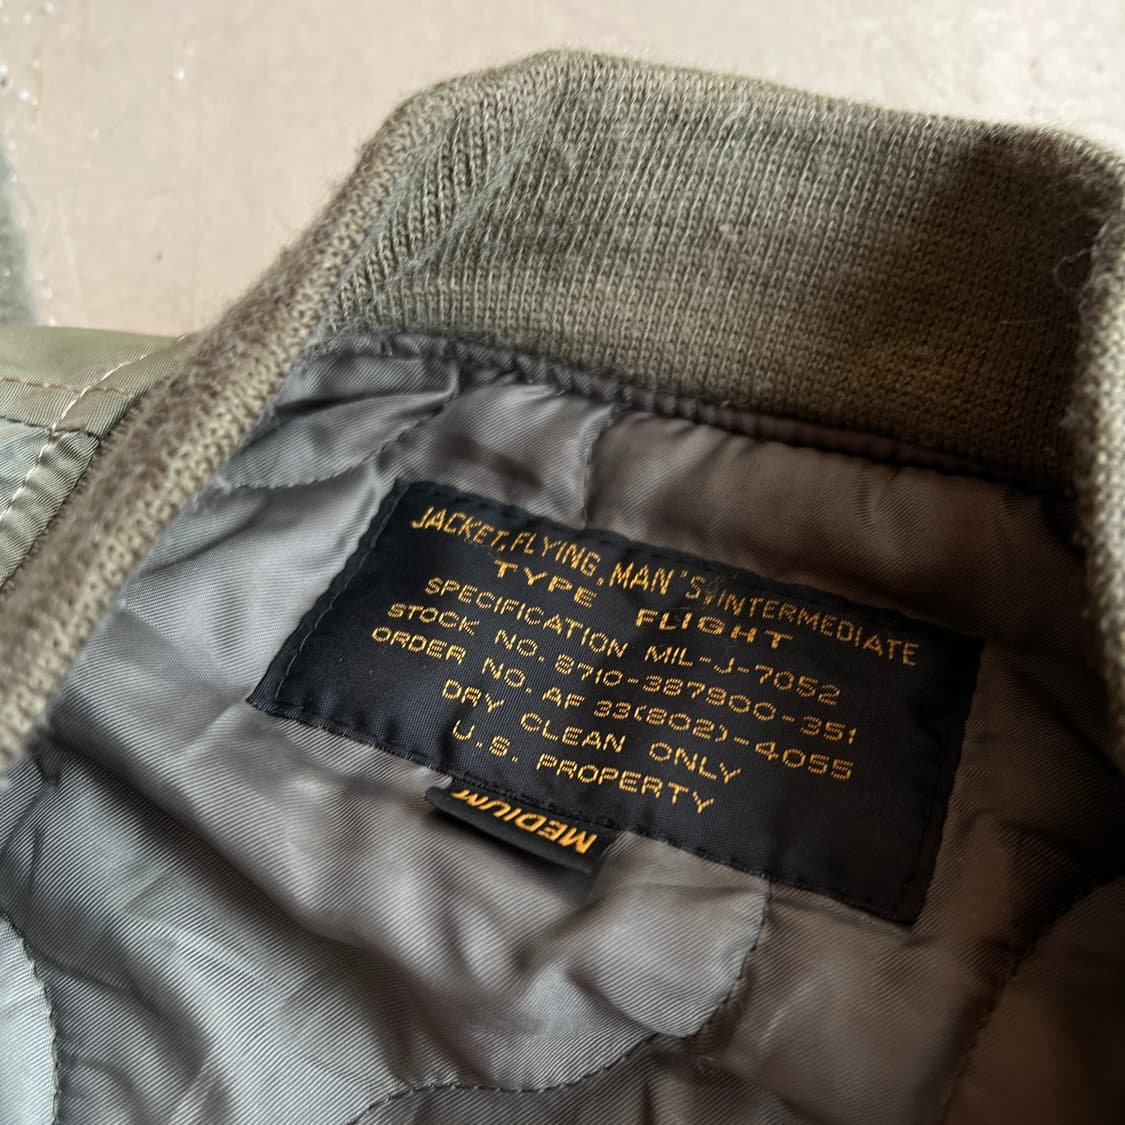 JACKET, FLYING, MAN'S, INTERMEDIATE
TYPE FLIGHT
SPECIFICATION MIL-J-7052
STOCK NO. 8710-387900-351
ORDER NO. AF 33(802)-4055
DRY CLEAN ONLY
U.S. PROPERTY
MEDIUM